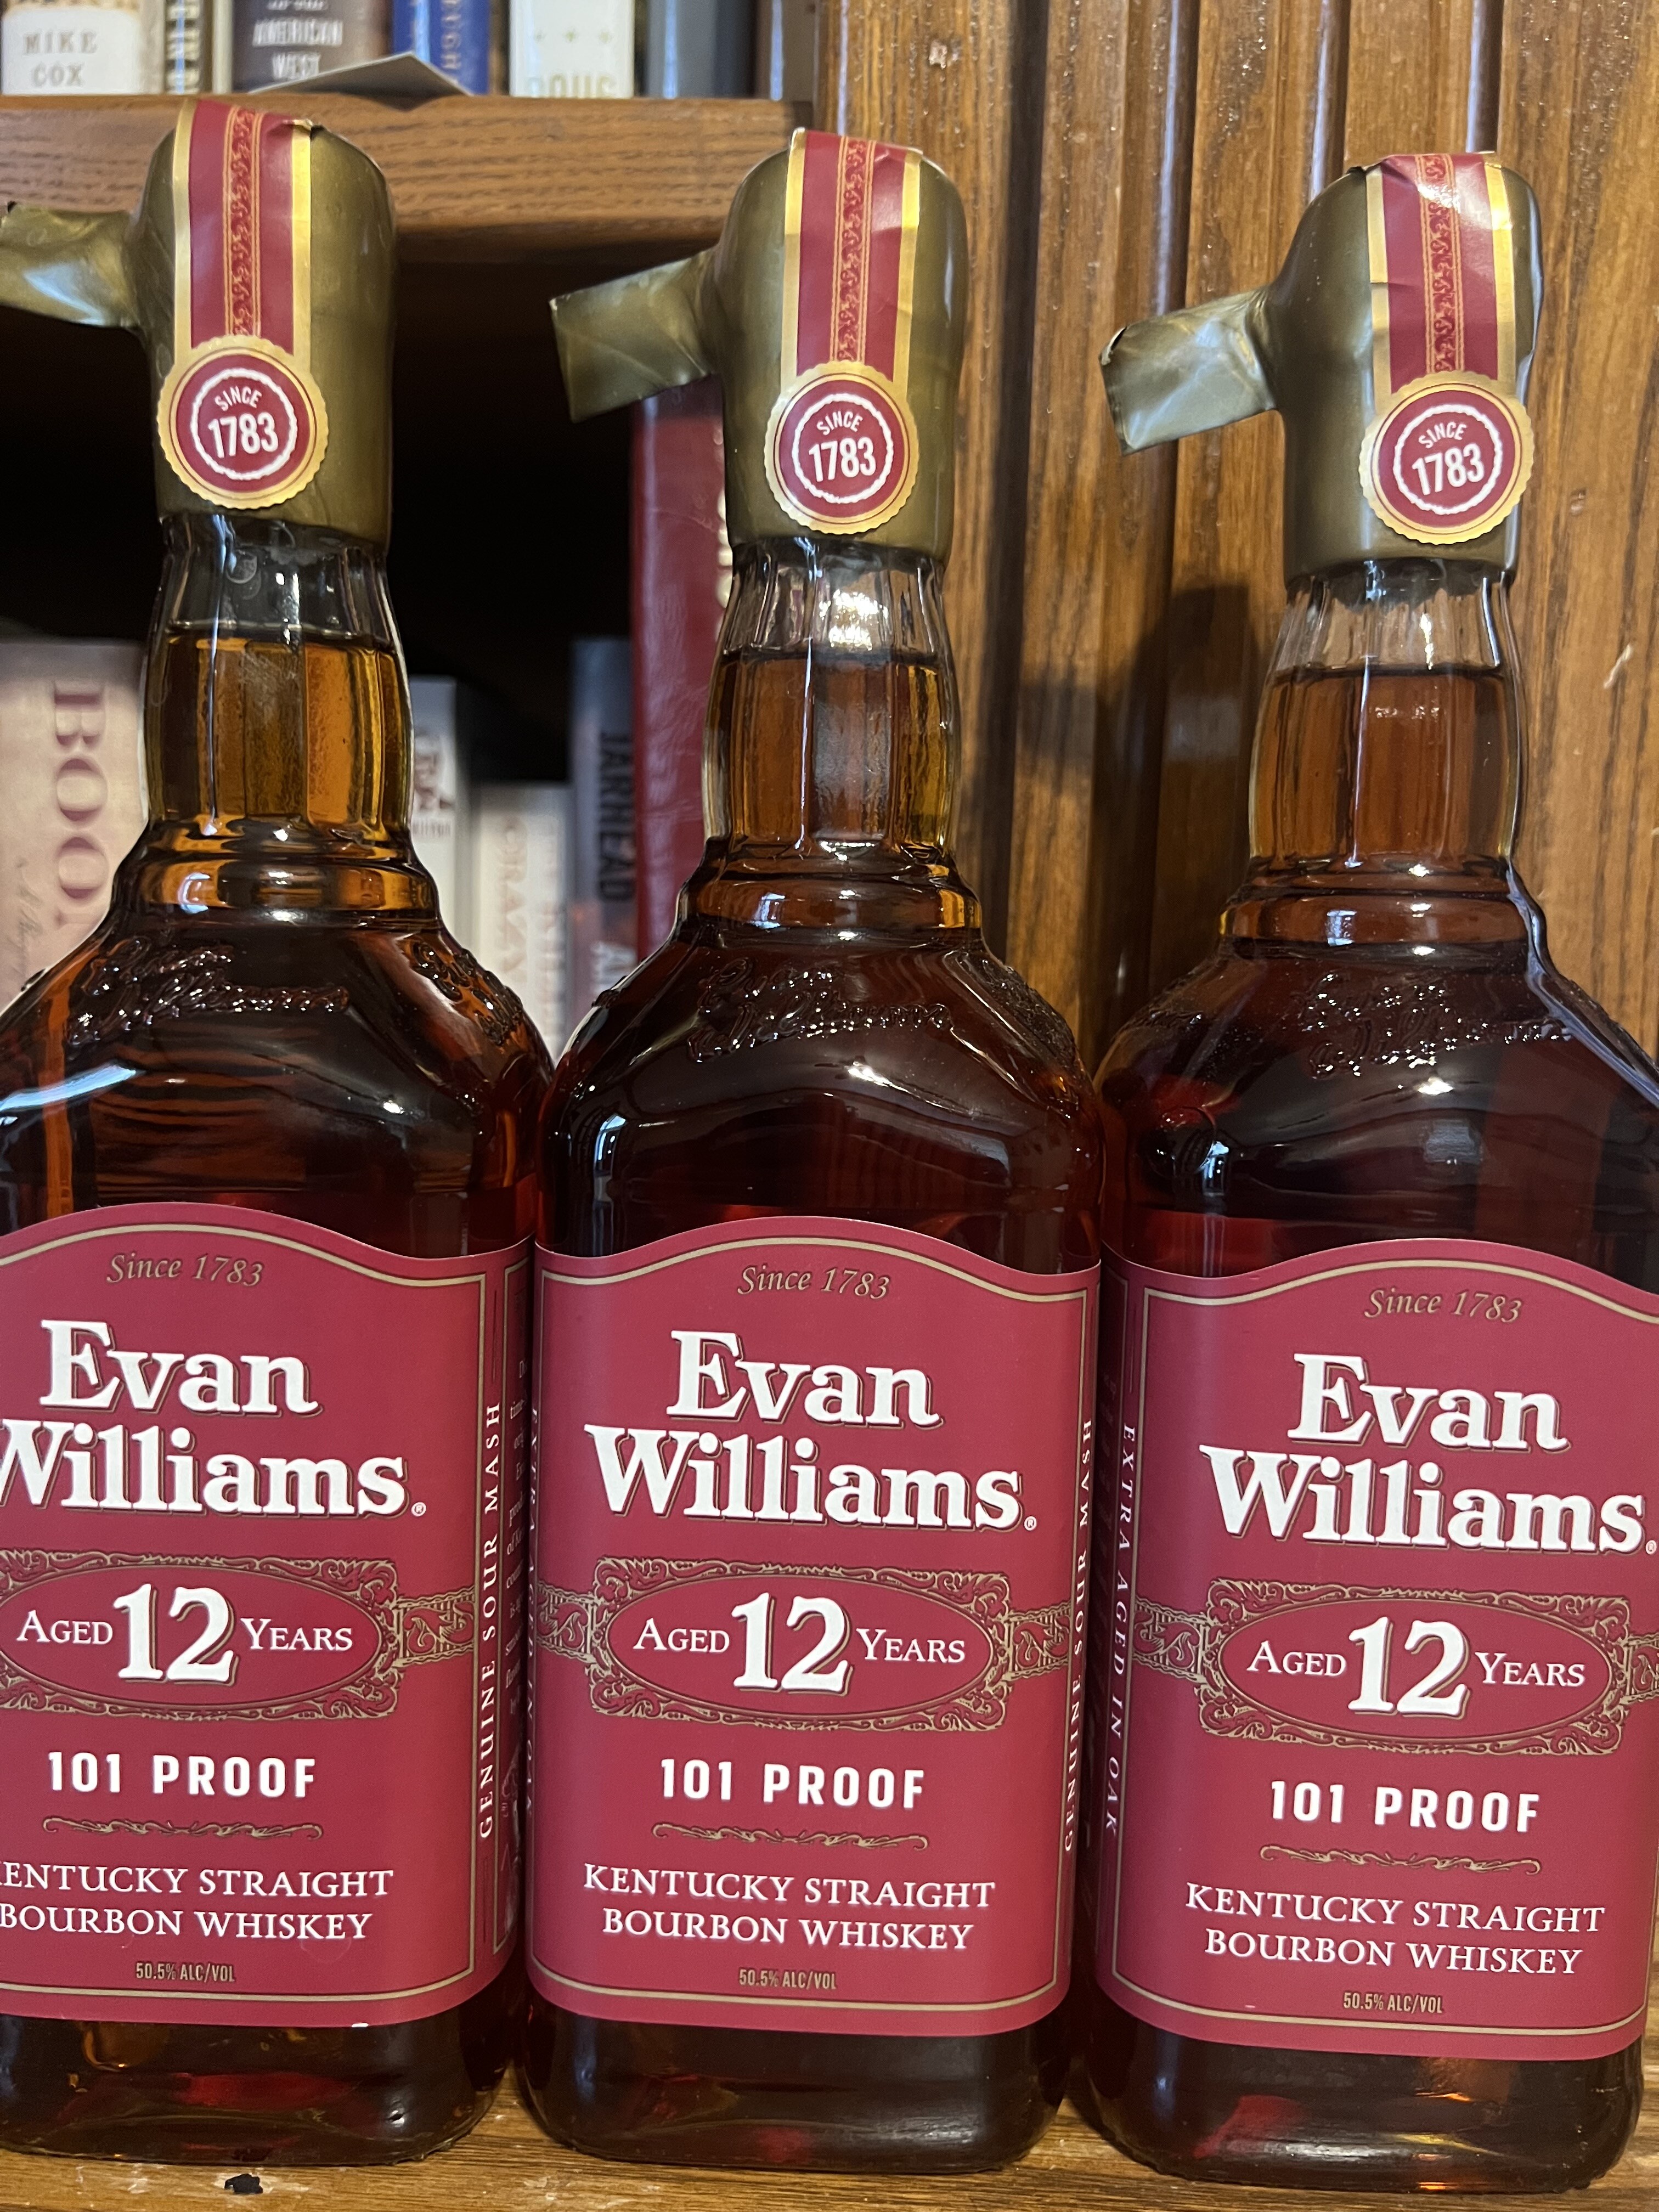 MIKE
COX
AMERICAN
WEST
SINCE
1783
SINCE
1783
SINCE
1783
JARHEAD
Since 1783
Evan
Williams®
AGED 12 YEARS
101 PROOF
KENTUCKY STRAIGHT
BOURBON WHISKEY
50.5% ALC/VOL
GENUINE SOUR MASH
Since 1783
Evan
Williams®
AGED 12 YEARS
101 PROOF
KENTUCKY STRAIGHT
BOURBON WHISKEY
50.5% ALC/VOL
GENUINE SOUR MASH
EXTRA AGED IN OAK
Since 1783
Evan
Williams®
AGED 12 YEARS
101 PROOF
KENTUCKY STRAIGHT
BOURBON WHISKEY
50.5% ALC/VOL